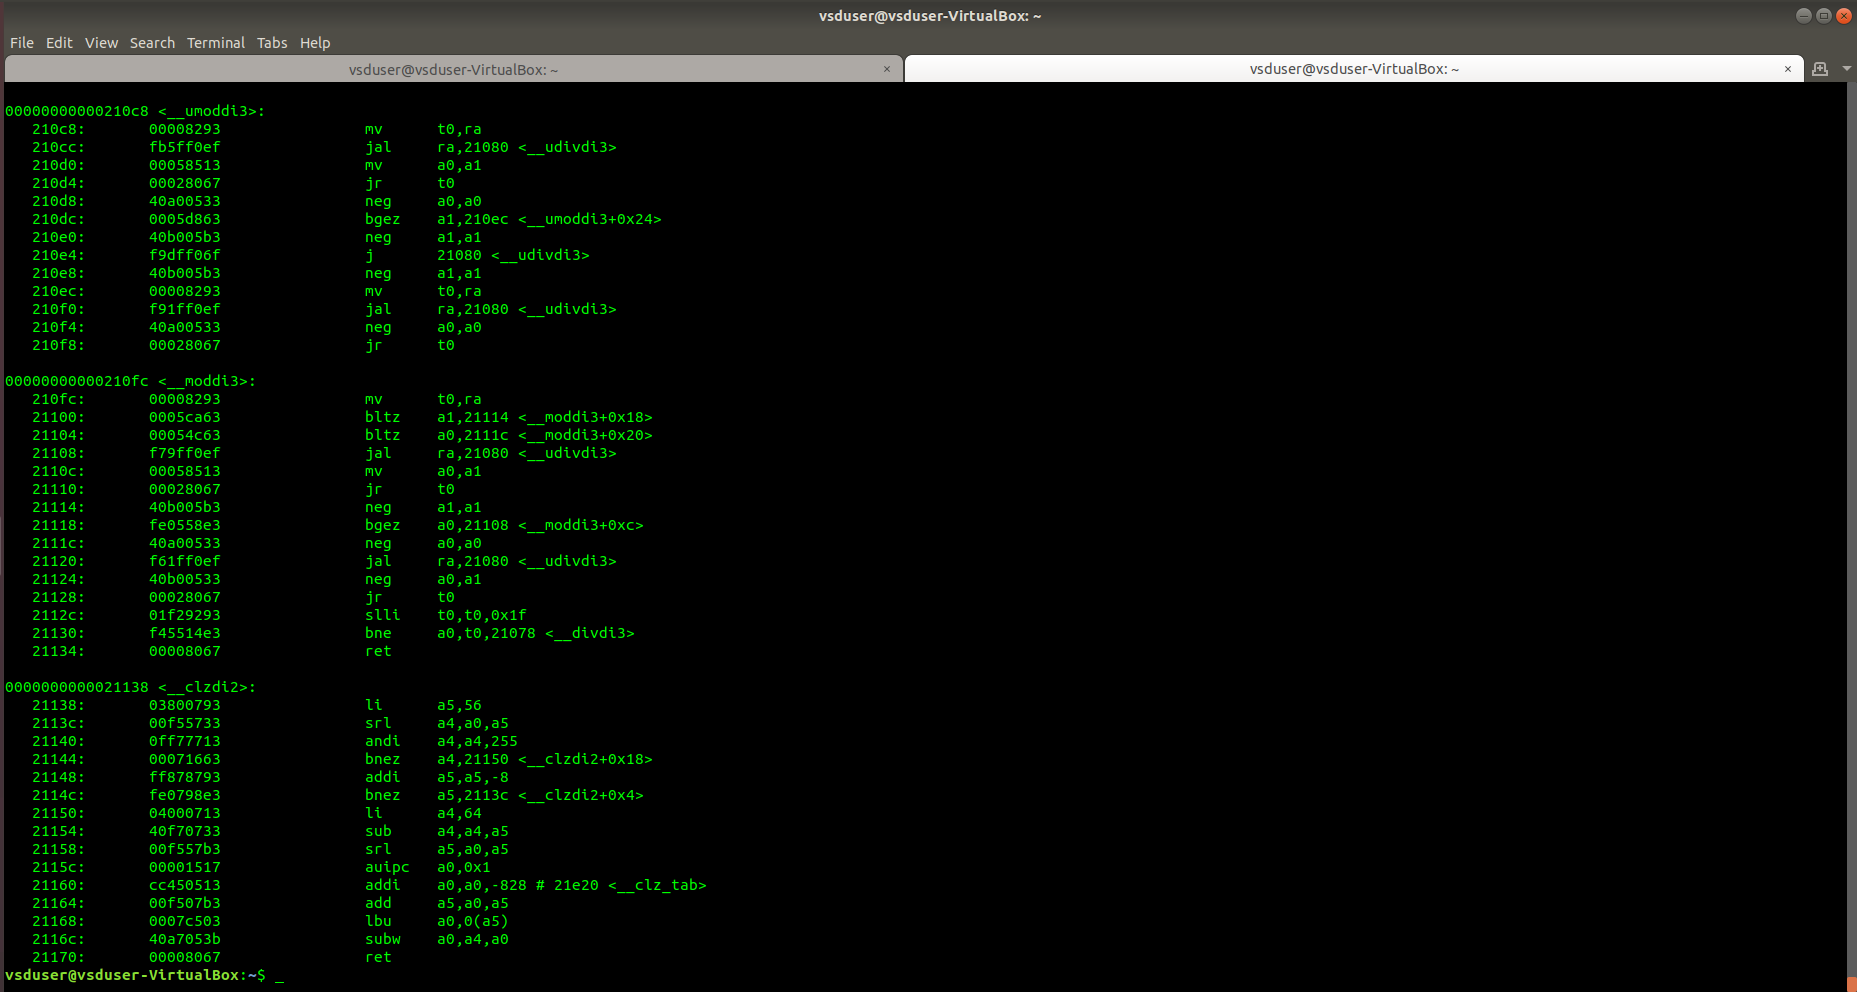 vsduser@vsduser-VirtualBox: ~
File Edit View Search Terminal Tabs Help
vsduser@vsduser-VirtualBox: ~ × vsduser@vsduser-VirtualBox: ~ ×
00000000000210c8 <__umoddi3>:
210c8: 00008293 mv t0,ra
210cc: fb5ff0ef jal ra,21080 <__udivdi3>
210d0: 00058513 mv a0,a1
210d4: 00028067 jr t0
210d8: 40a00533 neg a0,a0
210dc: 0005d863 bgez a1,210ec <__umoddi3+0x24>
210e0: 40b005b3 neg a1,a1
210e4: f9dff06f j 21080 <__udivdi3>
210e8: 40b005b3 neg a1,a1
210ec: 00008293 mv t0,ra
210f0: f91ff0ef jal ra,21080 <__udivdi3>
210f4: 40a00533 neg a0,a0
210f8: 00028067 jr t0
00000000000210fc <__moddi3>:
210fc: 00008293 mv t0,ra
21100: 0005ca63 bltz a1,21114 <__moddi3+0x18>
21104: 00054c63 bltz a0,2111c <__moddi3+0x20>
21108: f79ff0ef jal ra,21080 <__udivdi3>
2110c: 00058513 mv a0,a1
21110: 00028067 jr t0
21114: 40b005b3 neg a1,a1
21118: fe0558e3 bgez a0,21108 <__moddi3+0xc>
2111c: 40a00533 neg a0,a0
21120: f61ff0ef jal ra,21080 <__udivdi3>
21124: 40b00533 neg a0,a1
21128: 00028067 jr t0
2112c: 01f29293 slli t0,t0,0x1f
21130: f45514e3 bne a0,t0,21078 <__divdi3>
21134: 00008067 ret
0000000000021138 <__clzdi2>:
21138: 03800793 li a5,56
2113c: 00f55733 srl a4,a0,a5
21140: 0ff77713 andi a4,a4,255
21144: 00071663 bnez a4,21150 <__clzdi2+0x18>
21148: ff878793 addi a5,a5,-8
2114c: fe0798e3 bnez a5,2113c <__clzdi2+0x4>
21150: 04000713 li a4,64
21154: 40f70733 sub a4,a4,a5
21158: 00f557b3 srl a5,a0,a5
2115c: 00001517 auipc a0,0x1
21160: cc450513 addi a0,a0,-828 # 21e20 <__clz_tab>
21164: 00f507b3 add a5,a0,a5
21168: 0007c503 lbu a0,0(a5)
2116c: 40a7053b subw a0,a4,a0
21170: 00008067 ret
vsduser@vsduser-VirtualBox:~$ _